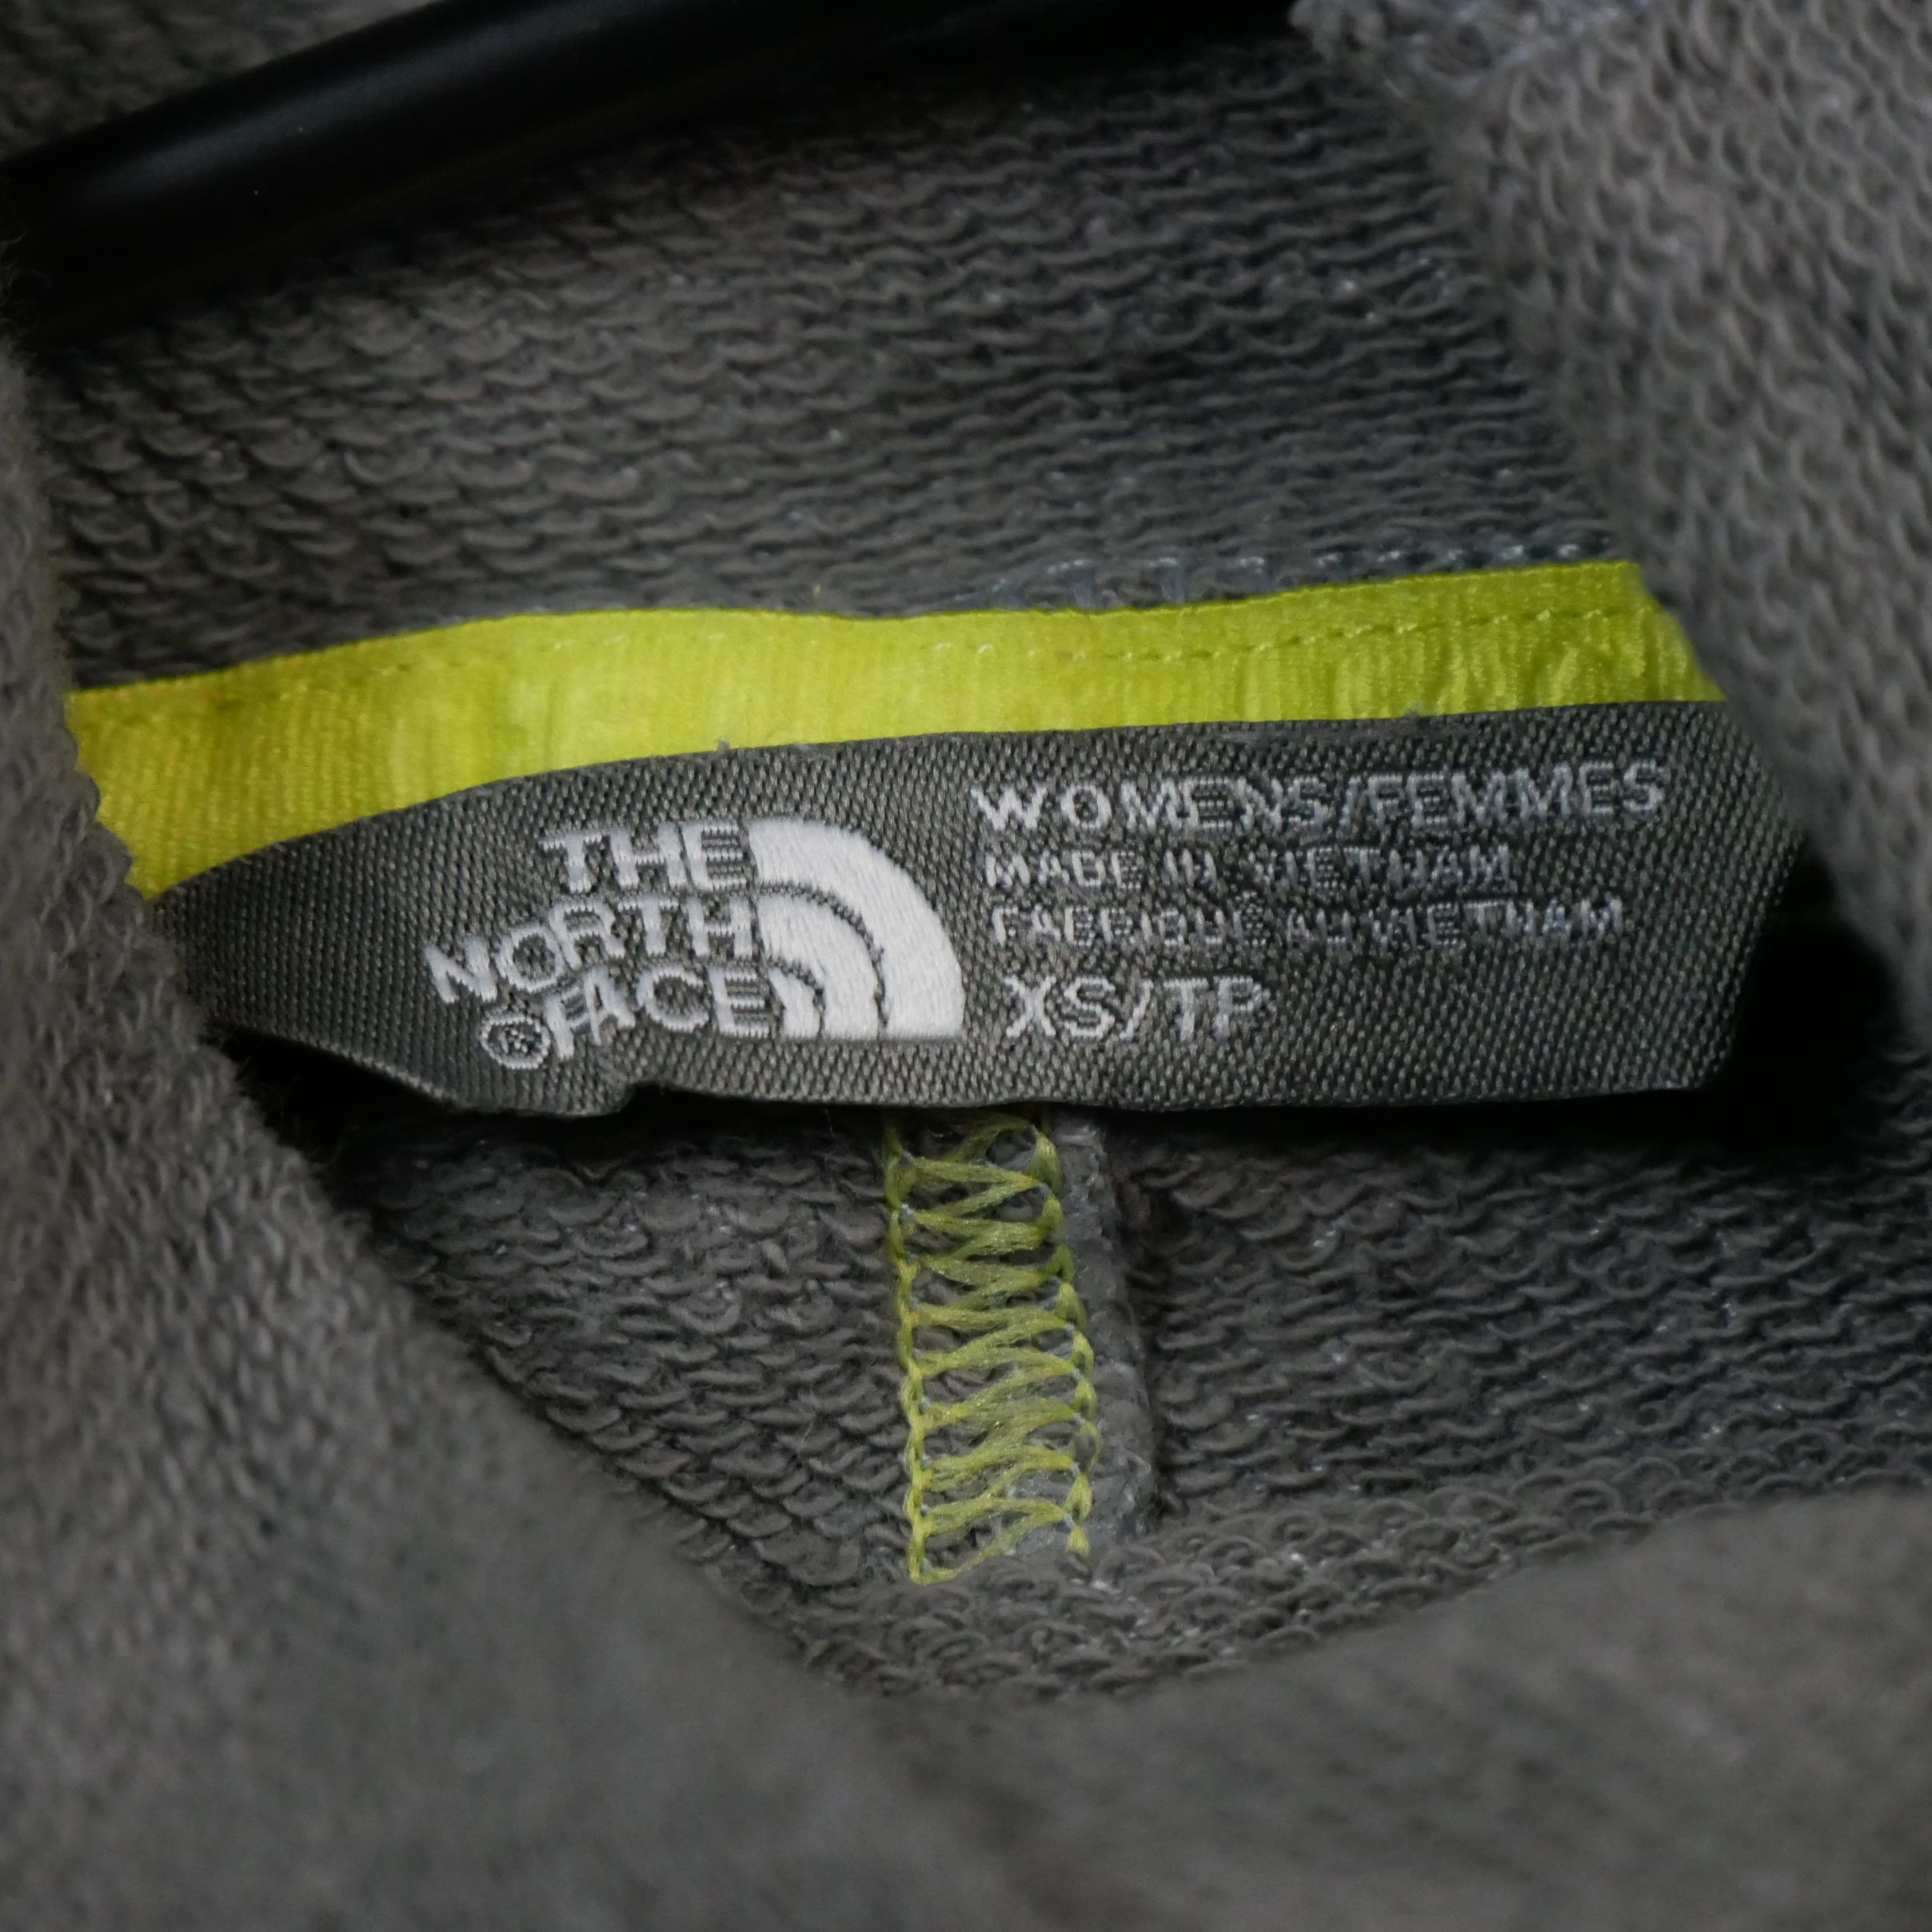 THE
NORTH
FACE®
WOMENS/FEMMES
MADE IN VIETNAM
FABRIQUÉ AU VIETNAM
XS/TP